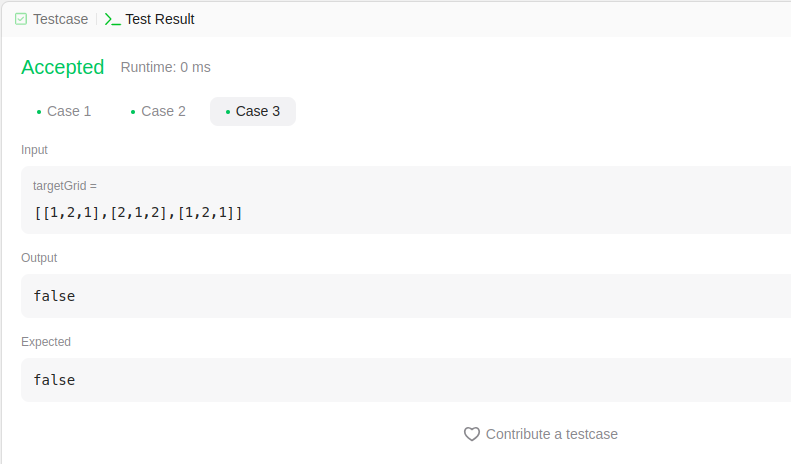 Testcase
Test Result
Accepted Runtime: 0 ms
Case 1 Case 2 Case 3
Input
targetGrid =
[[1,2,1],[2,1,2],[1,2,1]]
Output
false
Expected
false
Contribute a testcase